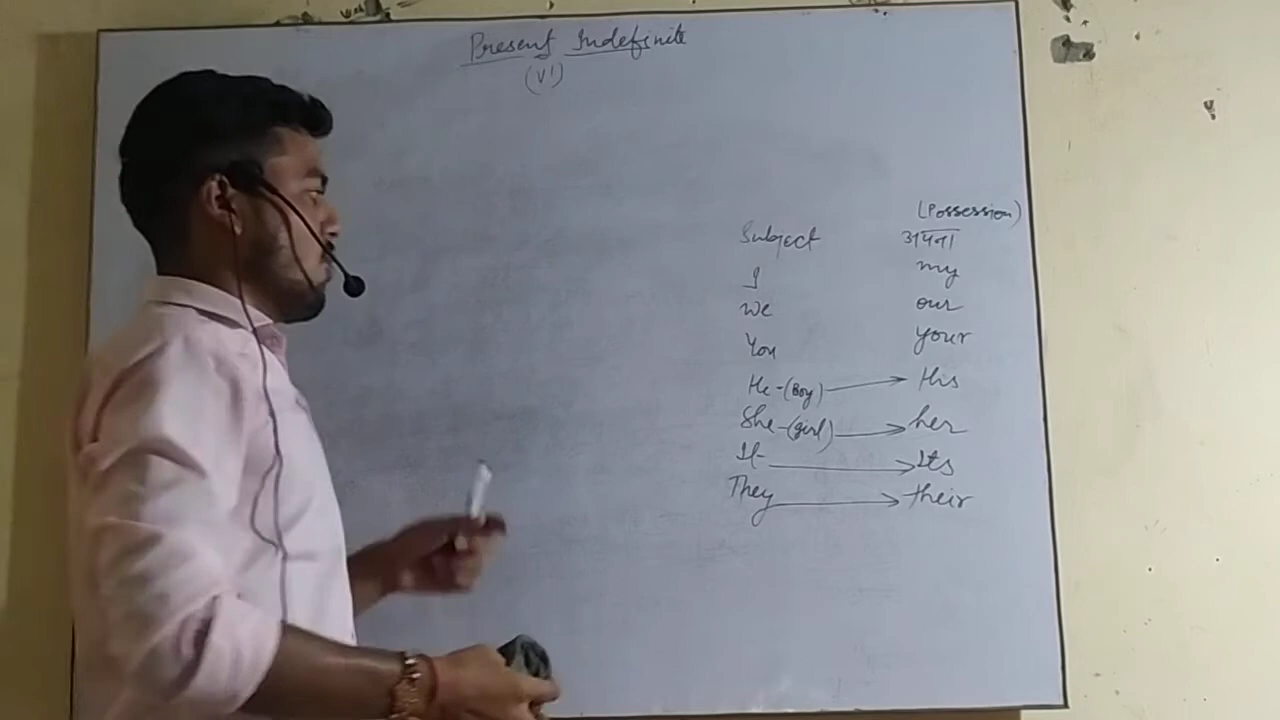 Present Indefinite
(V1)
(Possession)
Subject अपना
I my
we our
You your
He-(Boy) → His
She-(girl) → her
It → Its
They → their